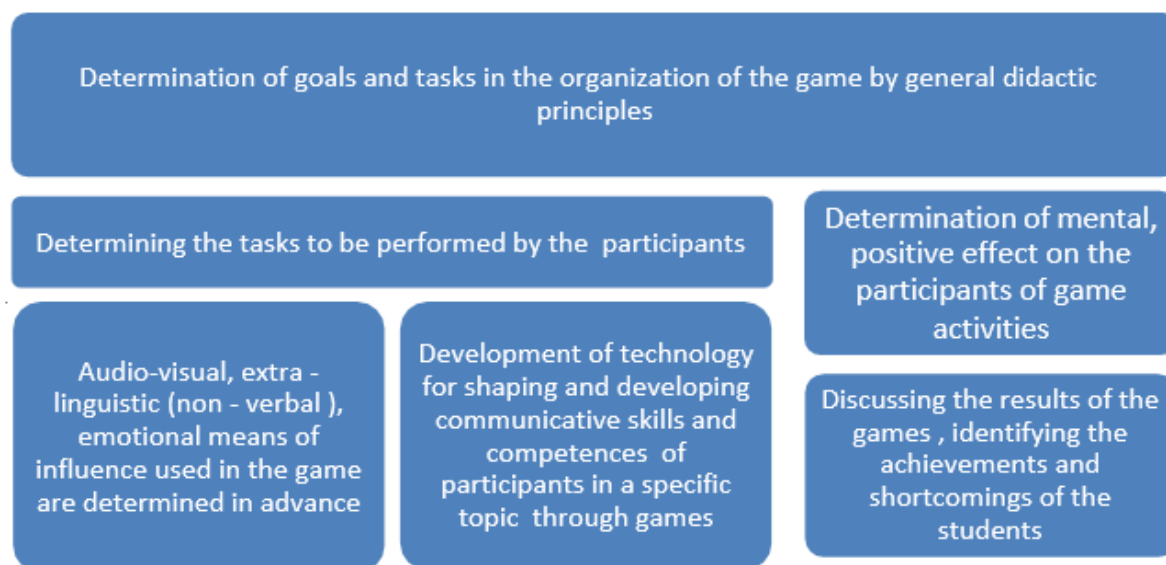 Determination of goals and tasks in the organization of the game by general didactic
principles
Determining the tasks to be performed by the participants
Determination of mental,
positive effect on the
participants of game
activities
Audio-visual, extra -
linguistic (non - verbal ),
emotional means of
influence used in the game
are determined in advance
Development of technology
for shaping and developing
communicative skills and
competences of
participants in a specific
topic through games
Discussing the results of the
games , identifying the
achievements and
shortcomings of the
students